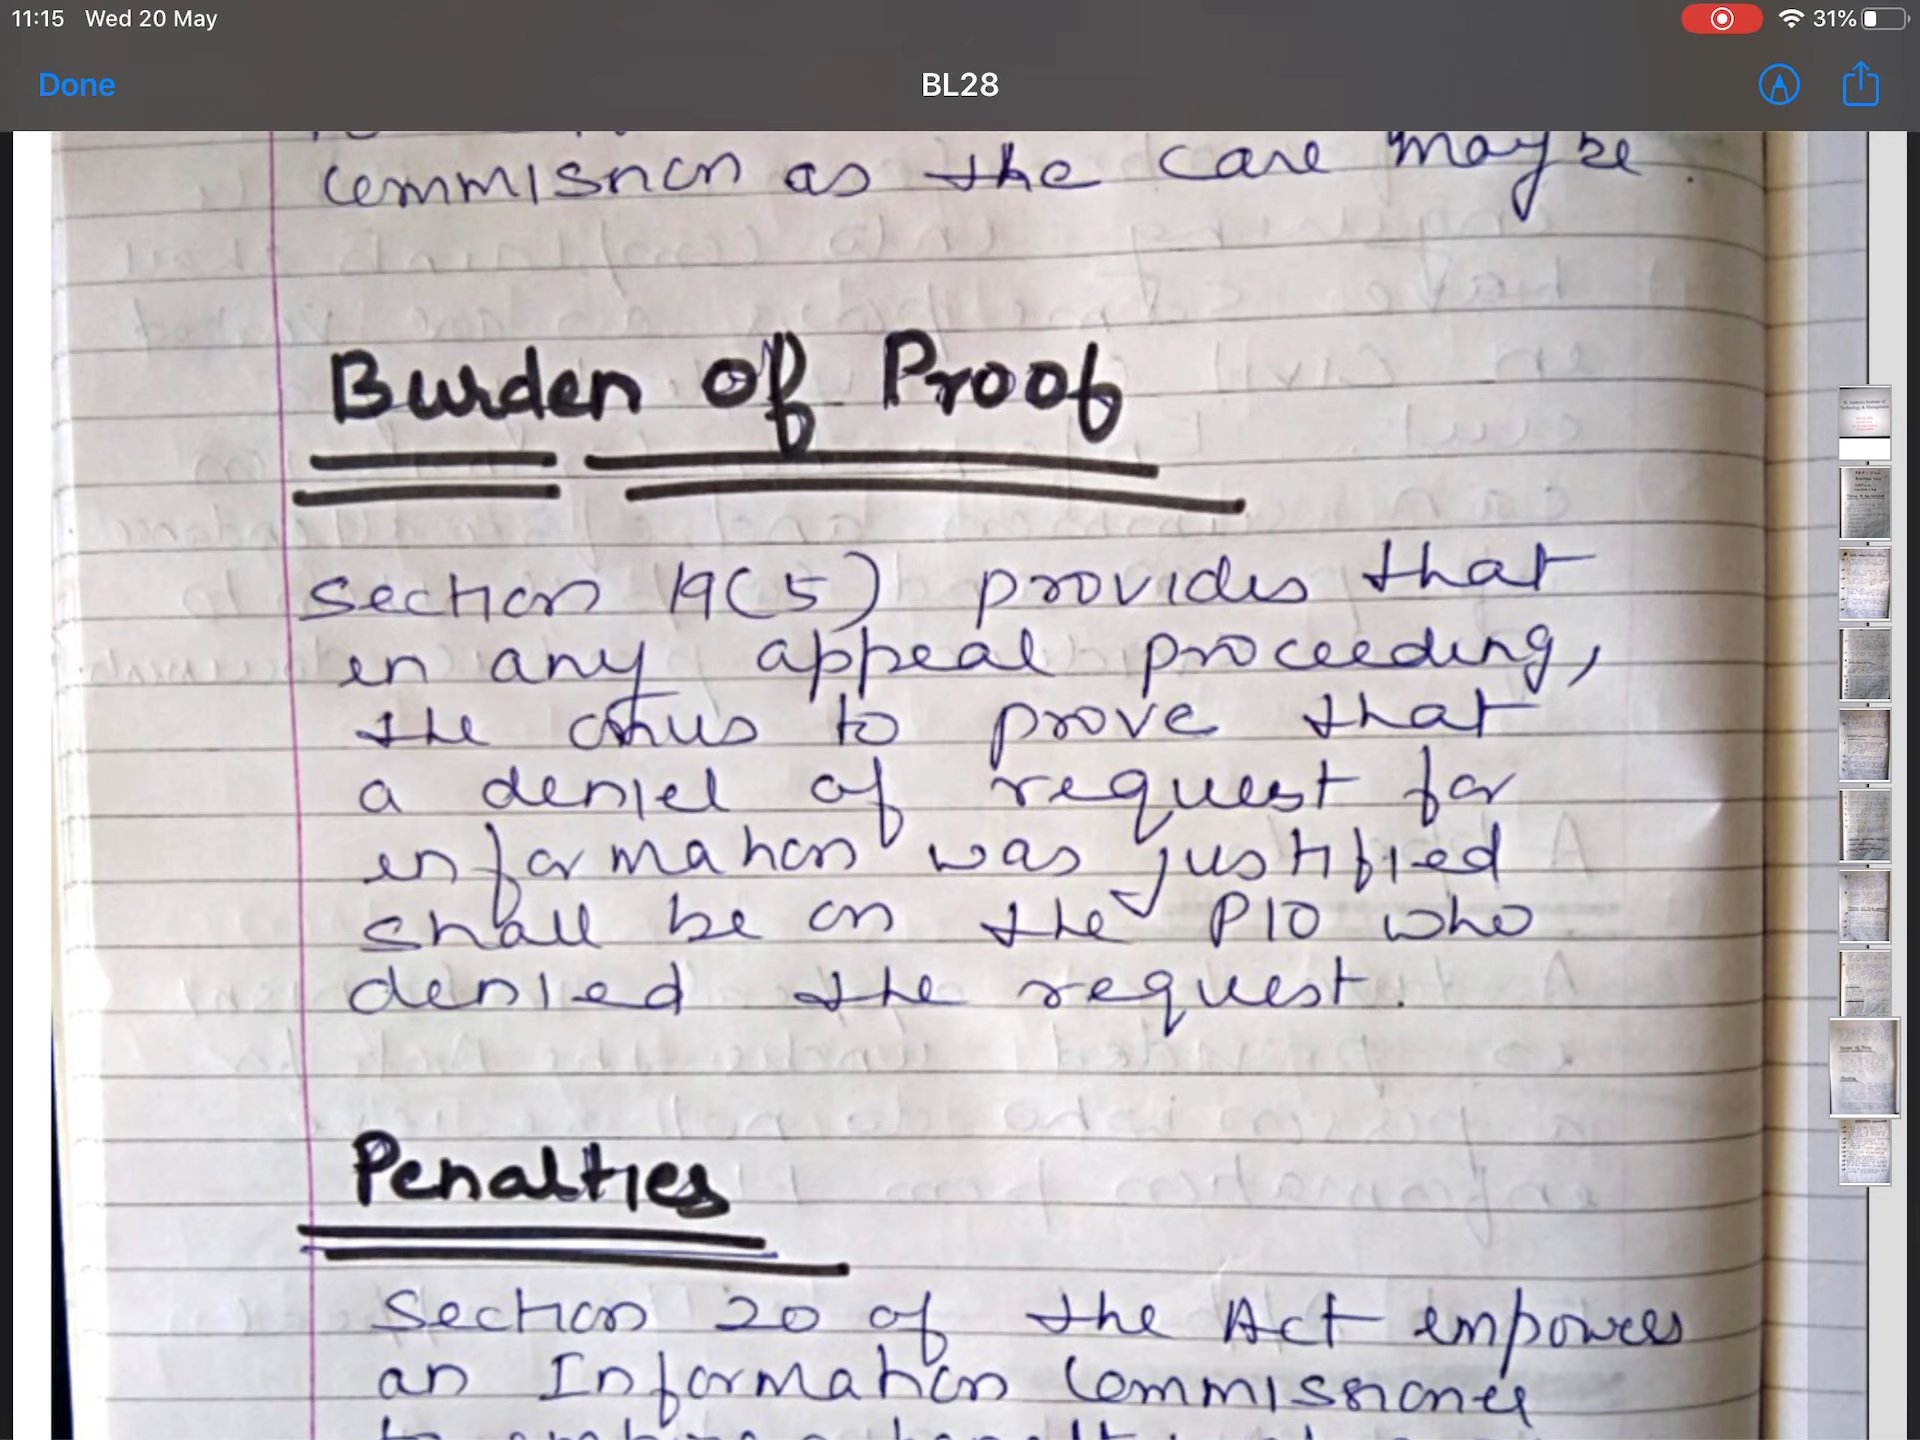 11:15 Wed 20 May 31%
Done BL28
Commission as the case may be.
Burden of Proof
Section 19(5) provides that
in any appeal proceeding,
the onus to prove that
a deniel of request for
information was justified
shall be on the PIO who
denied the request.
Penalties
Section 20 of the Act empowers
an Information Commissioner